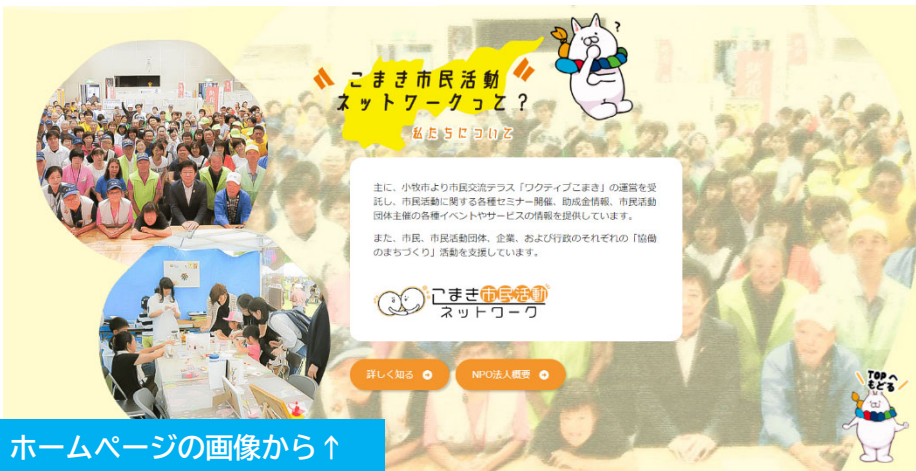 こまき市民活動
ネットワークっと？
私たちについて
?
主に、小牧市より市民交流テラス「ワクティブこまき」の運営を受
託し、市民活動に関する各種セミナー開催、助成金情報、市民活動
団体主催の各種イベントやサービスの情報を提供しています。
また、市民、市民活動団体、企業、および行政のそれぞれの「協働
のまちづくり」活動を支援しています。
こまき市民活動
ネットワーク
詳しく知る
NPO法人概要
TOPへ
もどる
ホームページの画像から↑